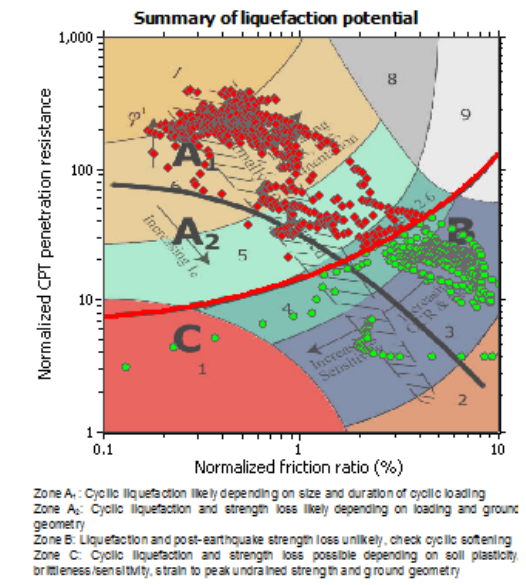 Summary of liquefaction potential
Normalized CPT penetration resistance
1,000
100
10
1
0.1
1
10
Normalized friction ratio (%)
7
8
9
φ'
A₁
6
A₂
Increasing Ic
5
B
4
3
C
1
2
Increasing
Sensitivity
Zone A₁: Cyclic liquefaction likely depending on size and duration of cyclic loading
Zone A₂: Cyclic liquefaction and strength loss likely depending on loading and ground
geometry
Zone B: Liquefaction and post-earthquake strength loss unlikely, check cyclic softening
Zone C: Cyclic liquefaction and strength loss possible depending on soil plasticity,
brittleness/sensitivity, strain to peak undrained strength and ground geometry